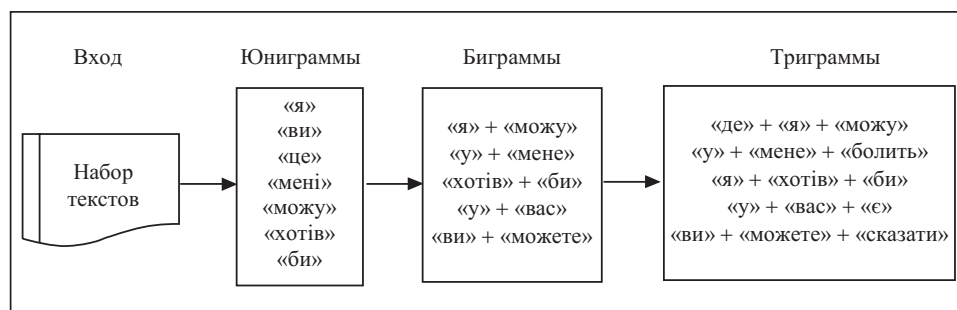 Вход
Юниграммы
Биграммы
Триграммы
Набор
текстов
«я»
«ви»
«це»
«мені»
«можу»
«хотів»
«би»
«я» + «можу»
«у» + «мене»
«хотів» + «би»
«у» + «вас»
«ви» + «можете»
«де» + «я» + «можу»
«у» + «мене» + «болить»
«я» + «хотів» + «би»
«у» + «вас» + «є»
«ви» + «можете» + «сказати»